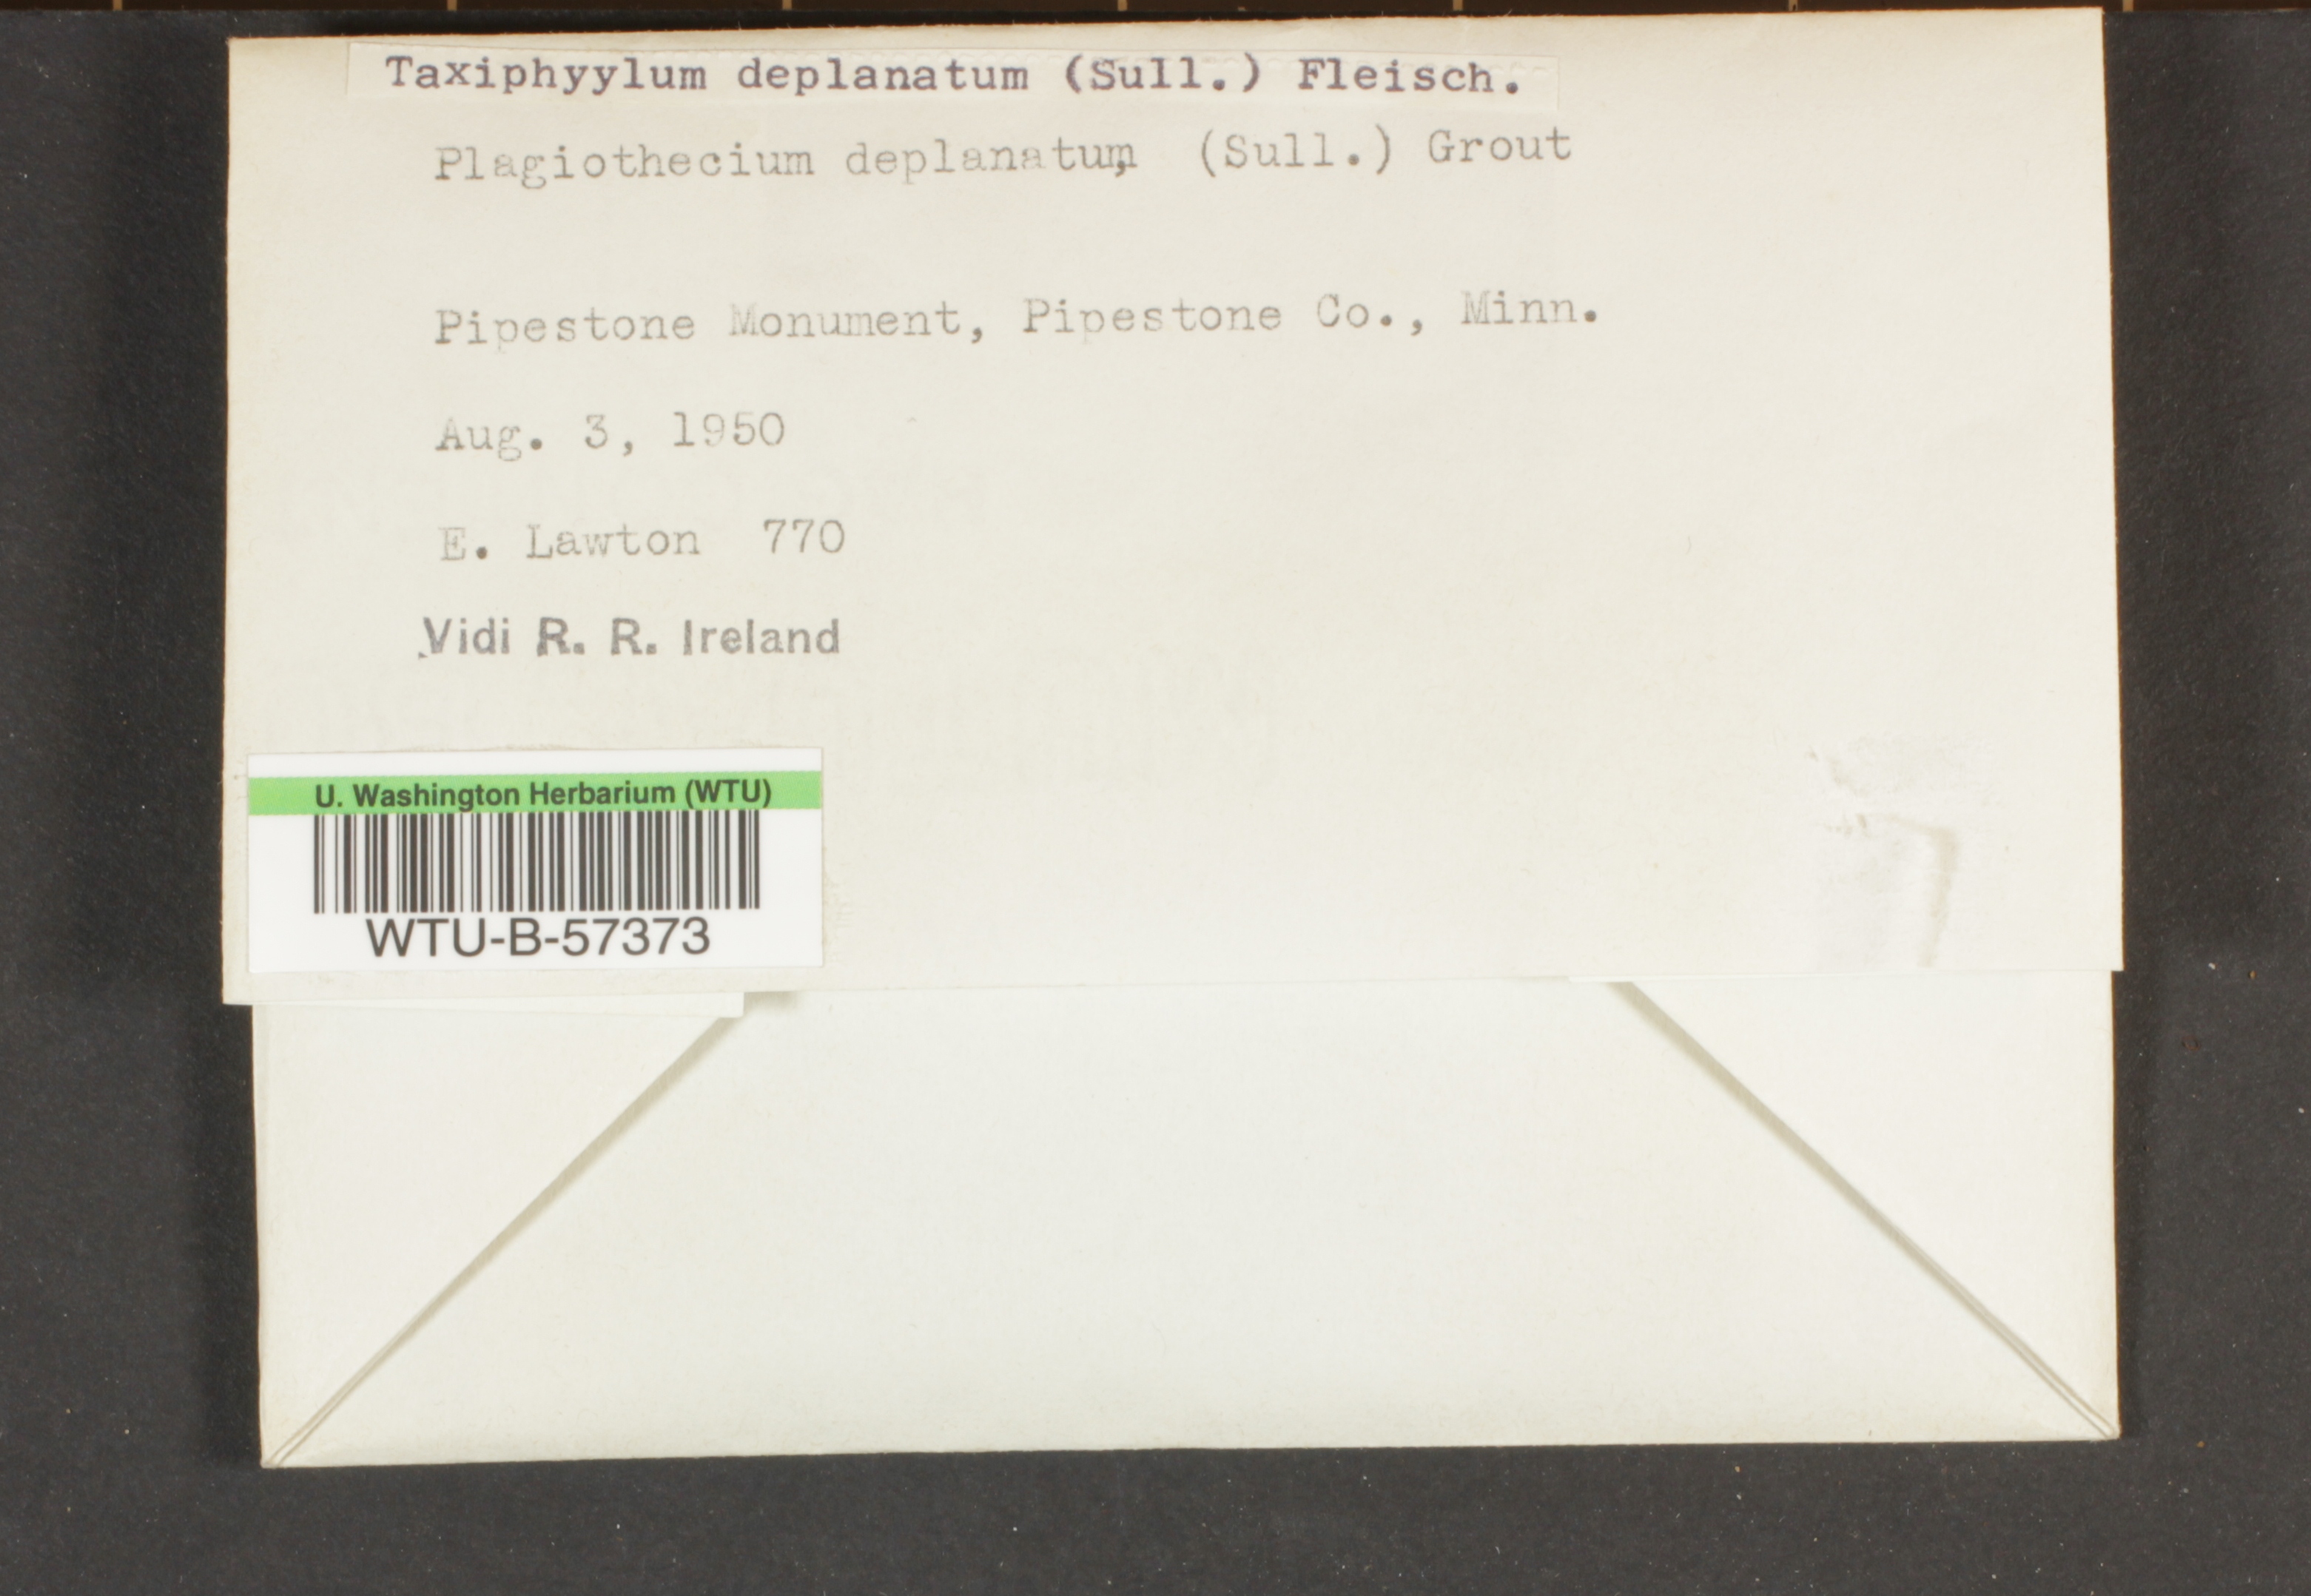 Taxiphyylum deplanatum (Sull.) Fleisch.
Plagiothecium deplanatum, (Sull.) Grout
Pipestone Monument, Pipestone Co., Minn.
Aug. 3, 1950
E. Lawton 770
Vidi R. R. Ireland
U. Washington Herbarium (WTU)
WTU-B-57373